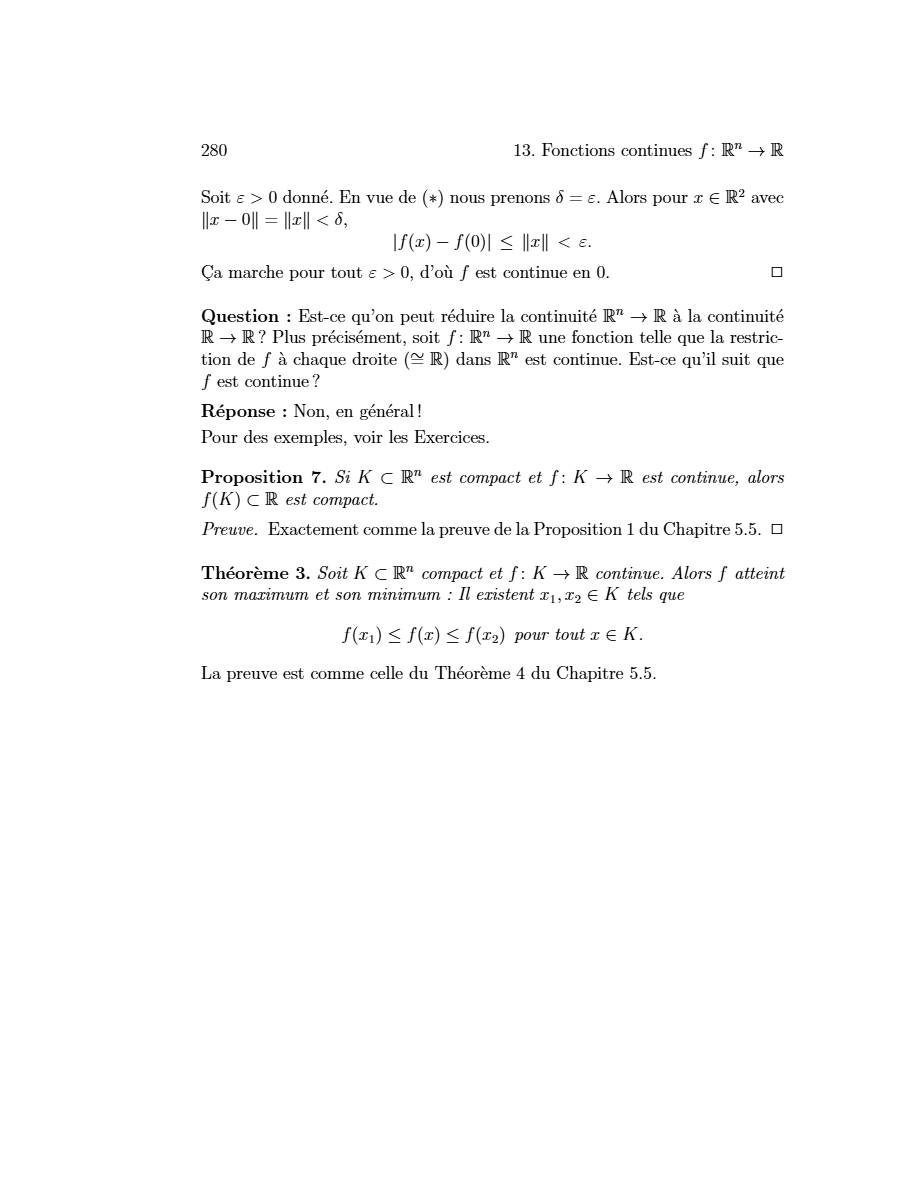 280 13. Fonctions continues f : ℝⁿ → ℝ
Soit ε > 0 donné. En vue de (∗) nous prenons δ = ε. Alors pour x ∈ ℝ² avec
‖x − 0‖ = ‖x‖ < δ,
|f(x) − f(0)| ≤ ‖x‖ < ε.
Ça marche pour tout ε > 0, d'où f est continue en 0. □
Question : Est-ce qu'on peut réduire la continuité ℝⁿ → ℝ à la continuité
ℝ → ℝ ? Plus précisément, soit f : ℝⁿ → ℝ une fonction telle que la restric-
tion de f à chaque droite (≅ ℝ) dans ℝⁿ est continue. Est-ce qu'il suit que
f est continue ?
Réponse : Non, en général !
Pour des exemples, voir les Exercices.
Proposition 7. Si K ⊂ ℝⁿ est compact et f : K → ℝ est continue, alors
f(K) ⊂ ℝ est compact.
Preuve. Exactement comme la preuve de la Proposition 1 du Chapitre 5.5. □
Théorème 3. Soit K ⊂ ℝⁿ compact et f : K → ℝ continue. Alors f atteint
son maximum et son minimum : Il existent x₁, x₂ ∈ K tels que
f(x₁) ≤ f(x) ≤ f(x₂) pour tout x ∈ K.
La preuve est comme celle du Théorème 4 du Chapitre 5.5.